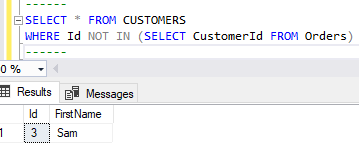 ------
SELECT * FROM CUSTOMERS
WHERE Id NOT IN (SELECT CustomerId FROM Orders)
------
0 %
Results Messages
Id FirstName
1 3 Sam